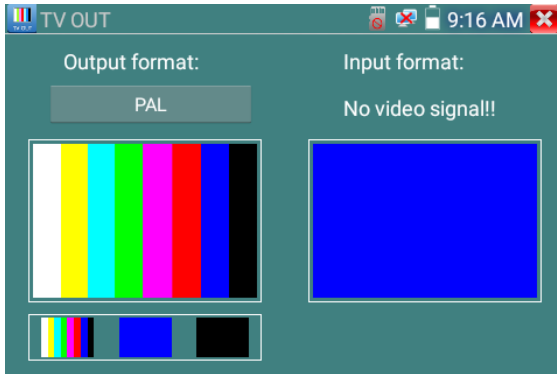 TV OUT
9:16 AM
Output format:
Input format:
PAL
No video signal!!